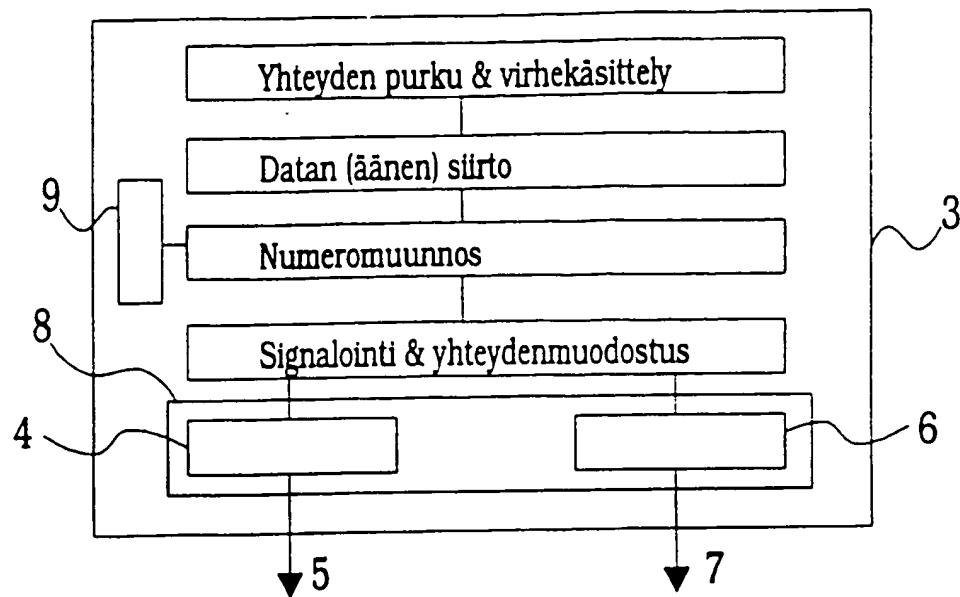 Yhteyden purku & virhekäsittely
Datan (äänen) siirto
9
3
Numeromuunnos
8
Signalointi & yhteydenmuodostus
4
6
5
7